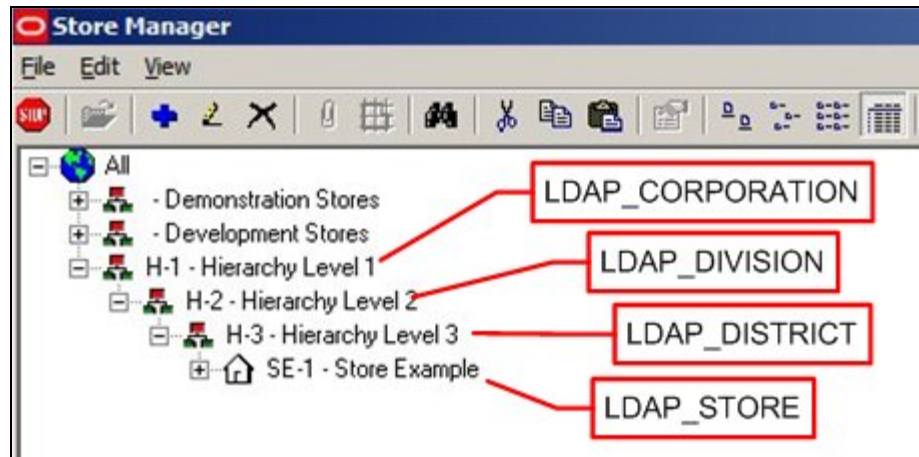 Store Manager
File Edit View
STOP
All
- Demonstration Stores
- Development Stores
H-1 - Hierarchy Level 1
H-2 - Hierarchy Level 2
H-3 - Hierarchy Level 3
SE-1 - Store Example
LDAP_CORPORATION
LDAP_DIVISION
LDAP_DISTRICT
LDAP_STORE